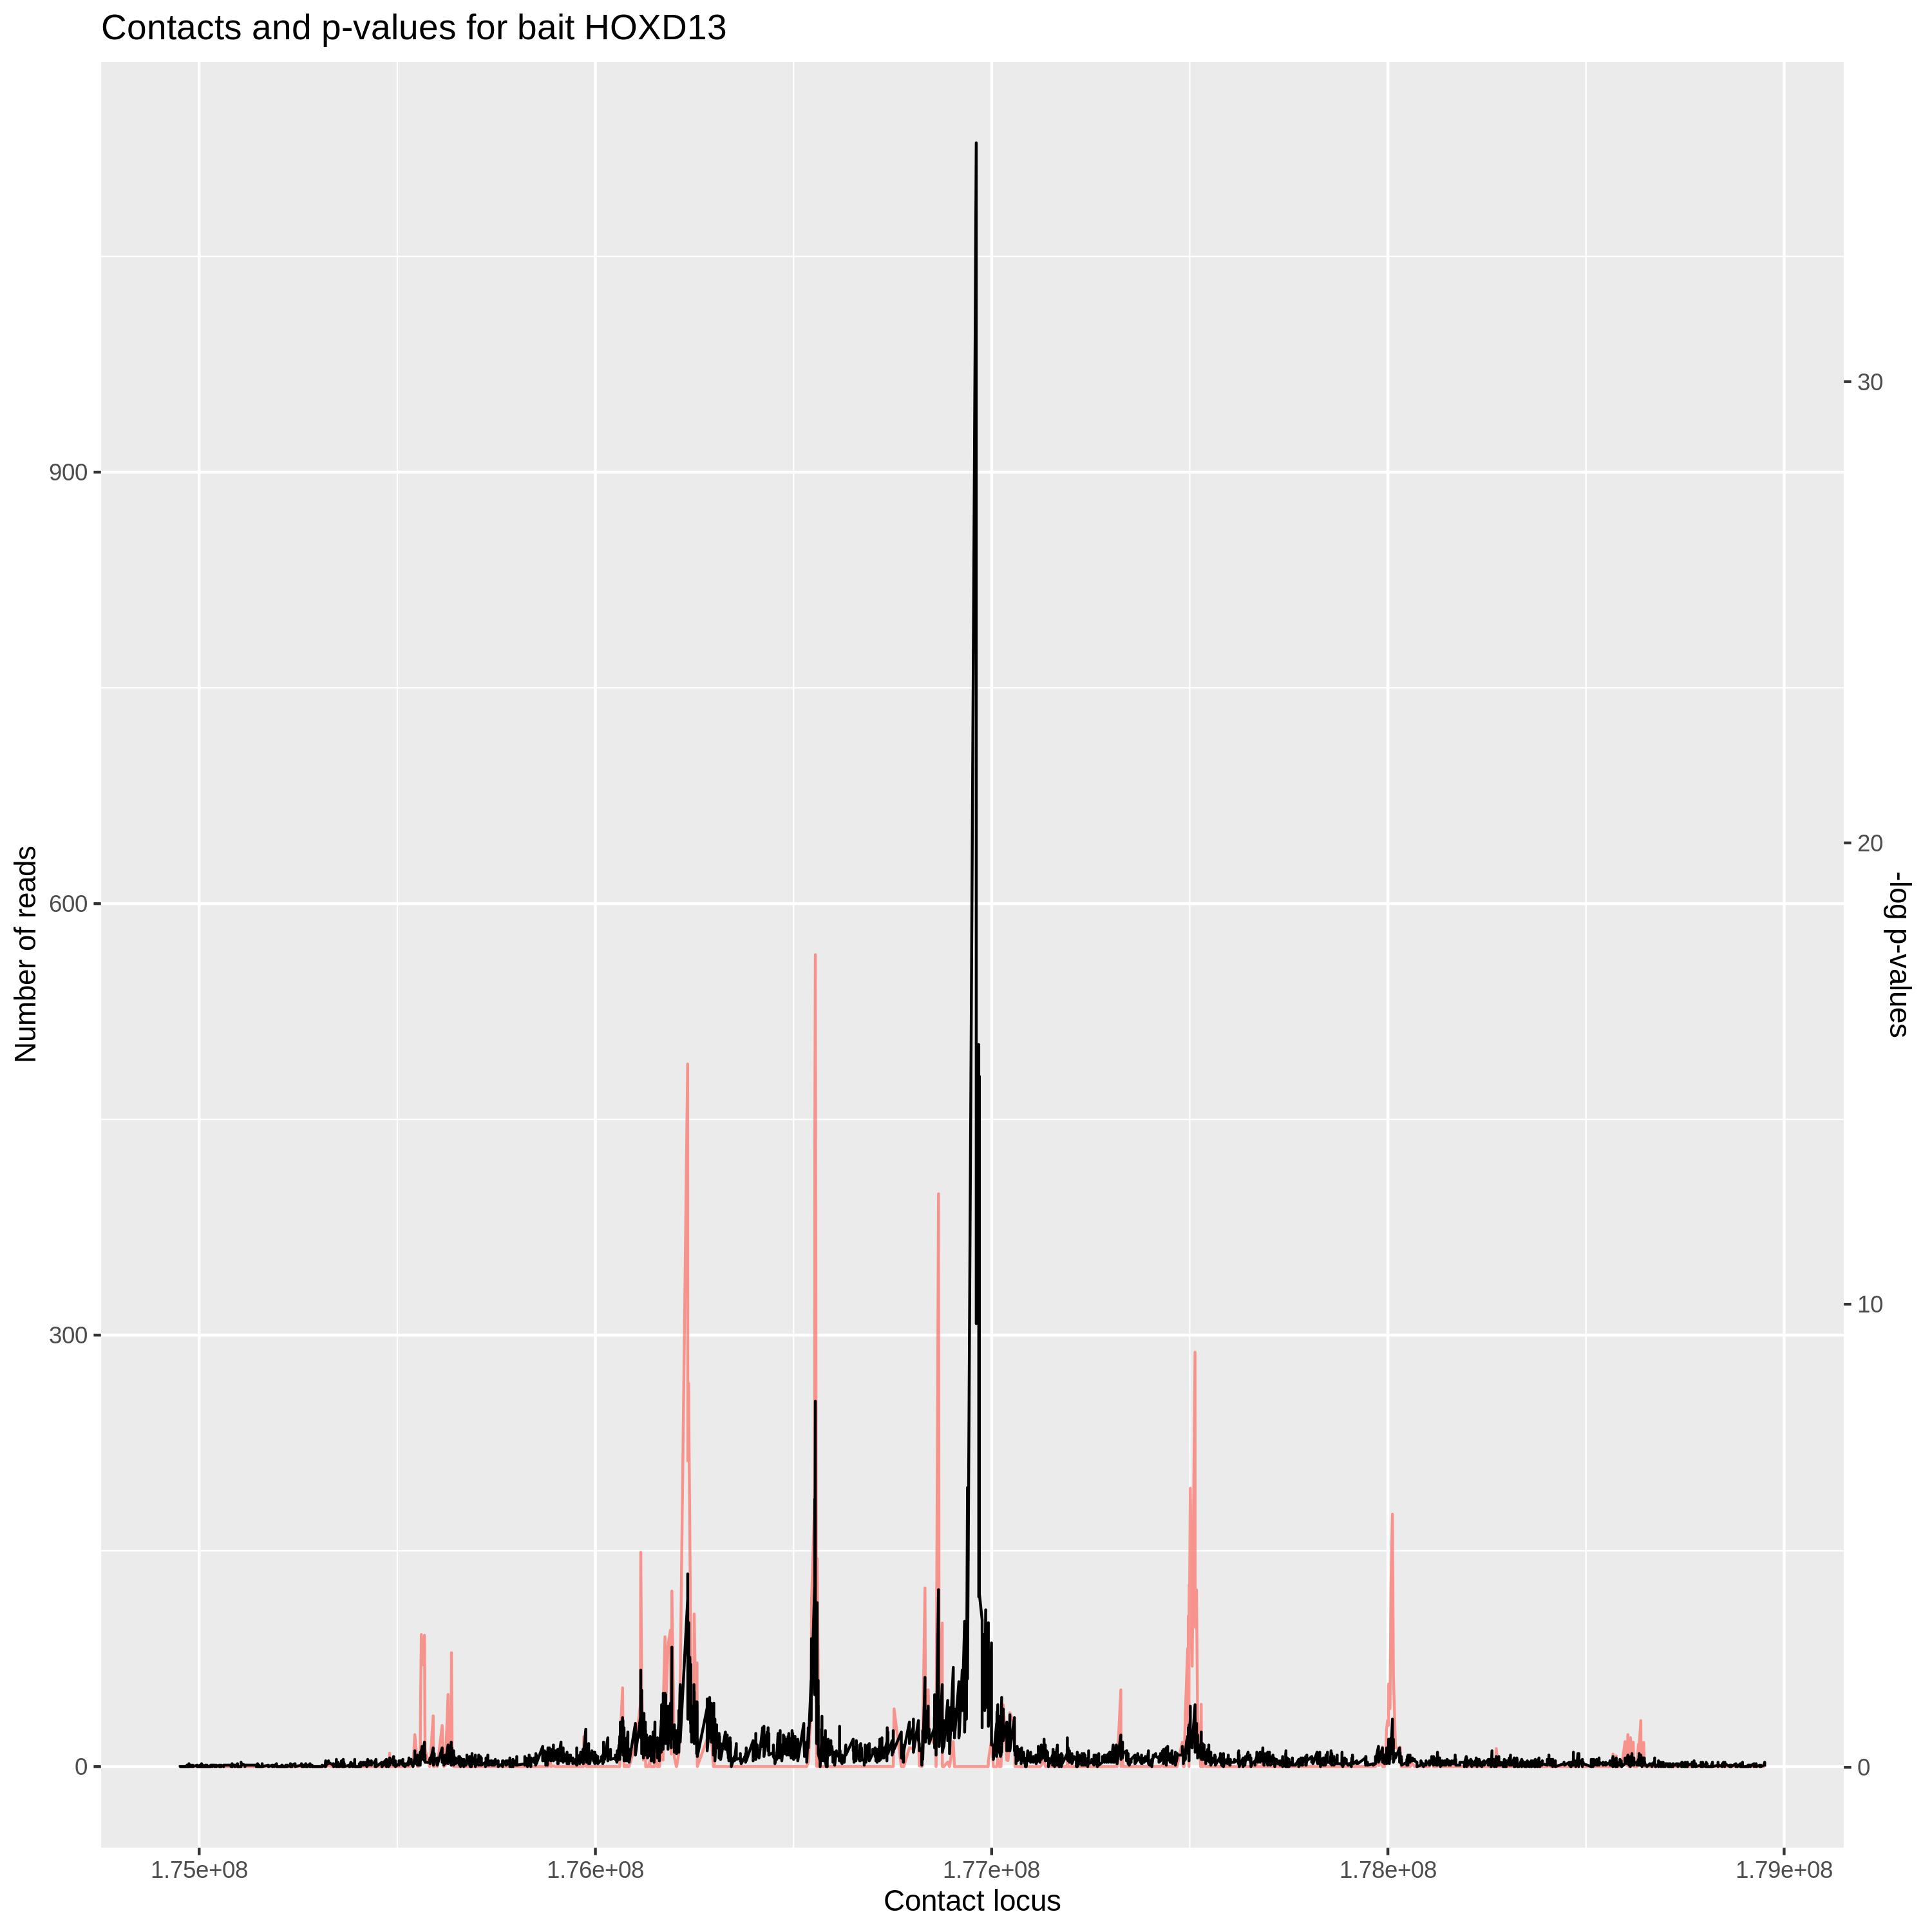 Contacts and p-values for bait HOXD13
Number of reads
900
600
300
0
30
20
10
0
-log p-values
1.75e+08 1.76e+08 1.77e+08 1.78e+08 1.79e+08
Contact locus